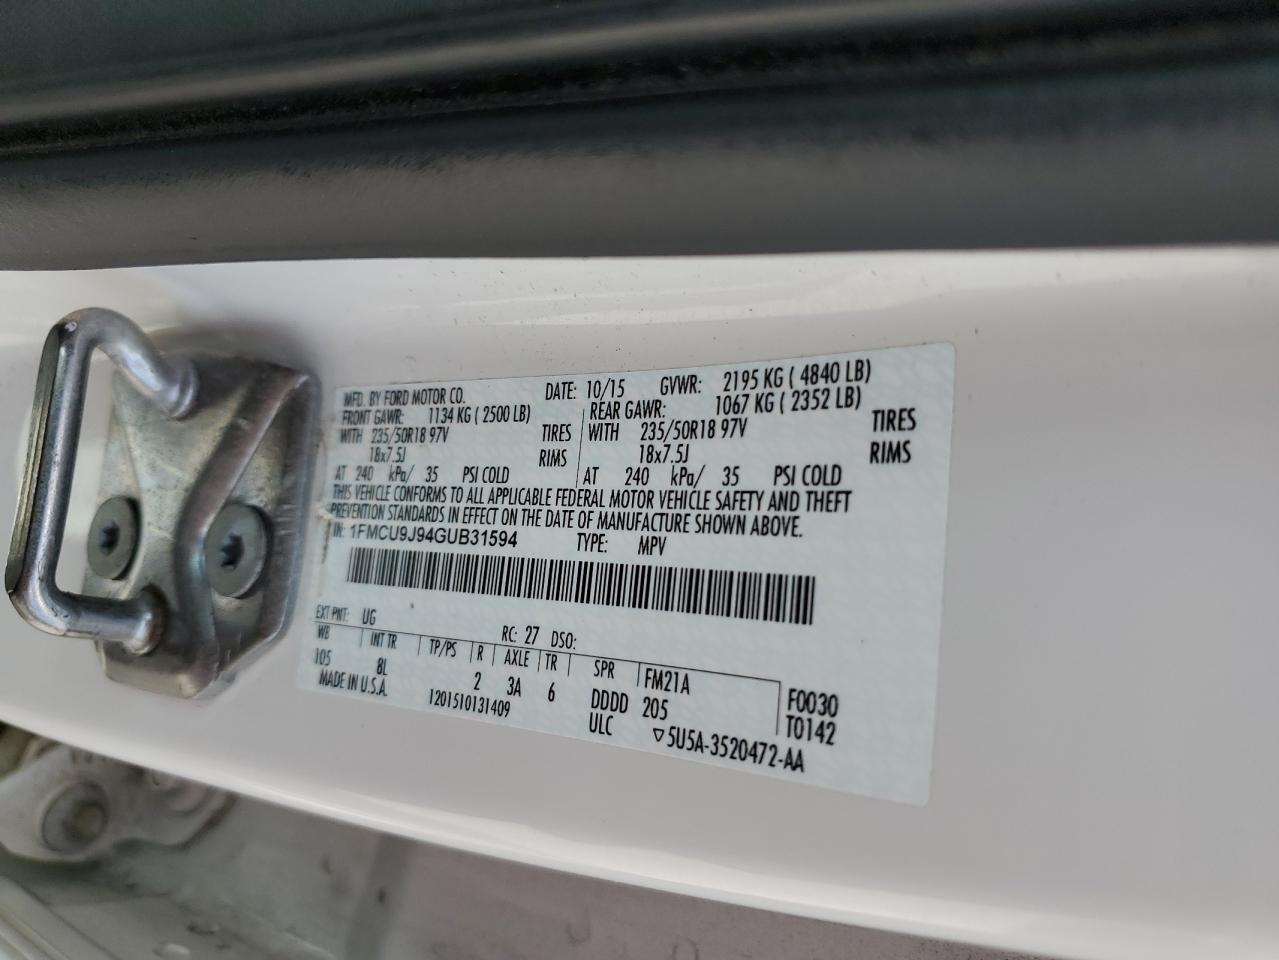 MFD. BY FORD MOTOR CO. DATE: 10/15 GVWR: 2195 KG ( 4840 LB)
FRONT GAWR: 1134 KG ( 2500 LB) REAR GAWR: 1067 KG ( 2352 LB)
WITH 235/50R18 97V TIRES WITH 235/50R18 97V TIRES
18x7.5J RIMS 18x7.5J RIMS
AT 240 kPa/ 35 PSI COLD AT 240 kPa/ 35 PSI COLD
THIS VEHICLE CONFORMS TO ALL APPLICABLE FEDERAL MOTOR VEHICLE SAFETY AND THEFT
PREVENTION STANDARDS IN EFFECT ON THE DATE OF MANUFACTURE SHOWN ABOVE.
IN: 1FMCU9J94GUB31594 TYPE: MPV
EXT PNT: UG RC: 27 DSO:
WB INT TR TP/PS R AXLE TR SPR FM21A F0030
105 8L 2 3A 6 DDDD 205 T0142
MADE IN U.S.A. 1201510131409 ULC ▽5U5A-3520472-AA